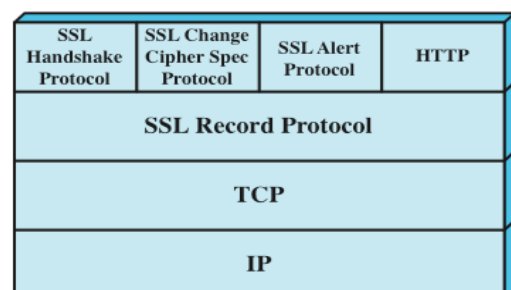 SSL
Handshake
Protocol
SSL Change
Cipher Spec
Protocol
SSL Alert
Protocol
HTTP
SSL Record Protocol
TCP
IP